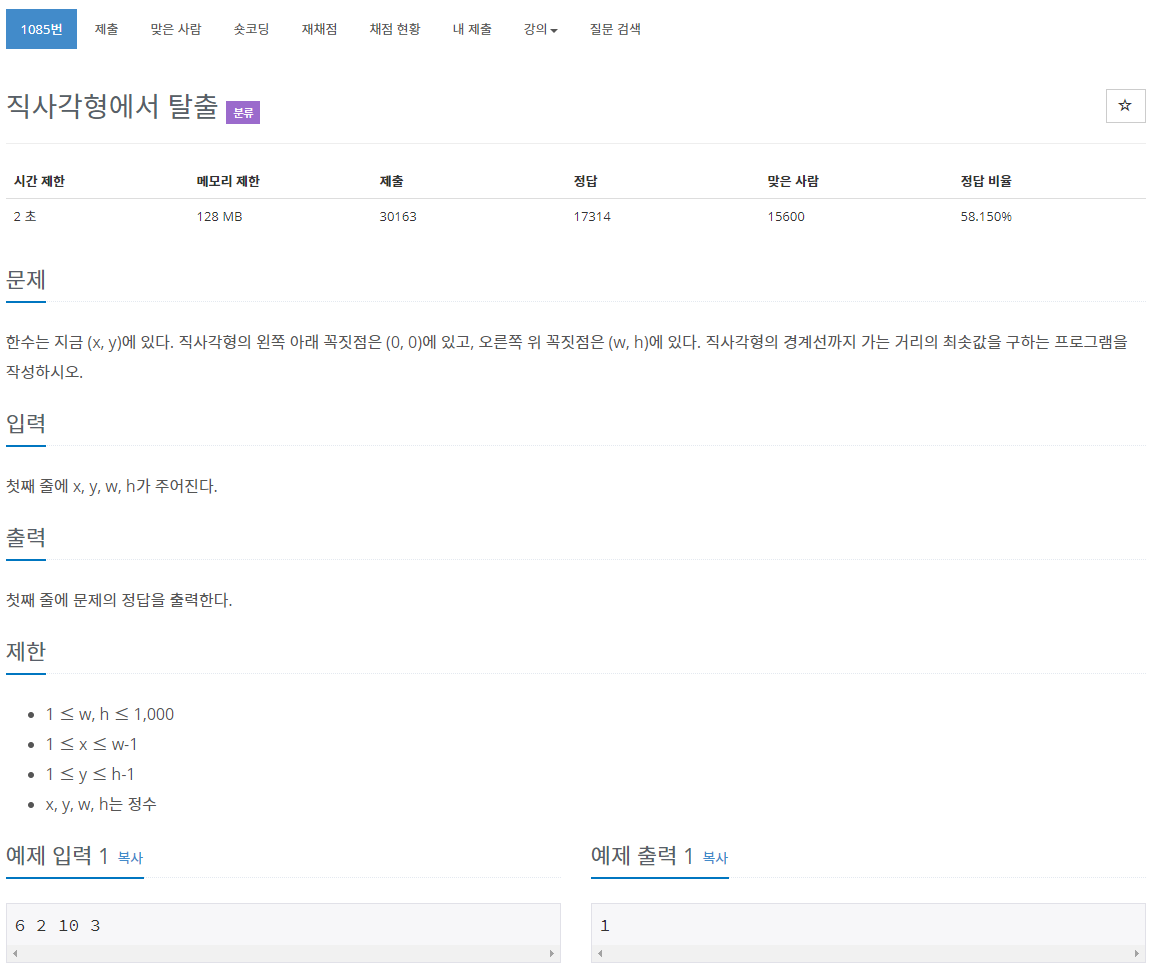 1085번 제출 맞은 사람 숏코딩 재채점 채점 현황 내 제출 강의 질문 검색
직사각형에서 탈출 분류
시간 제한 메모리 제한 제출 정답 맞은 사람 정답 비율
2 초 128 MB 30163 17314 15600 58.150%
문제
한수는 지금 (x, y)에 있다. 직사각형의 왼쪽 아래 꼭짓점은 (0, 0)에 있고, 오른쪽 위 꼭짓점은 (w, h)에 있다. 직사각형의 경계선까지 가는 거리의 최솟값을 구하는 프로그램을
작성하시오.
입력
첫째 줄에 x, y, w, h가 주어진다.
출력
첫째 줄에 문제의 정답을 출력한다.
제한
• 1 ≤ w, h ≤ 1,000
• 1 ≤ x ≤ w-1
• 1 ≤ y ≤ h-1
• x, y, w, h는 정수
예제 입력 1 복사 예제 출력 1 복사
6 2 10 3 1